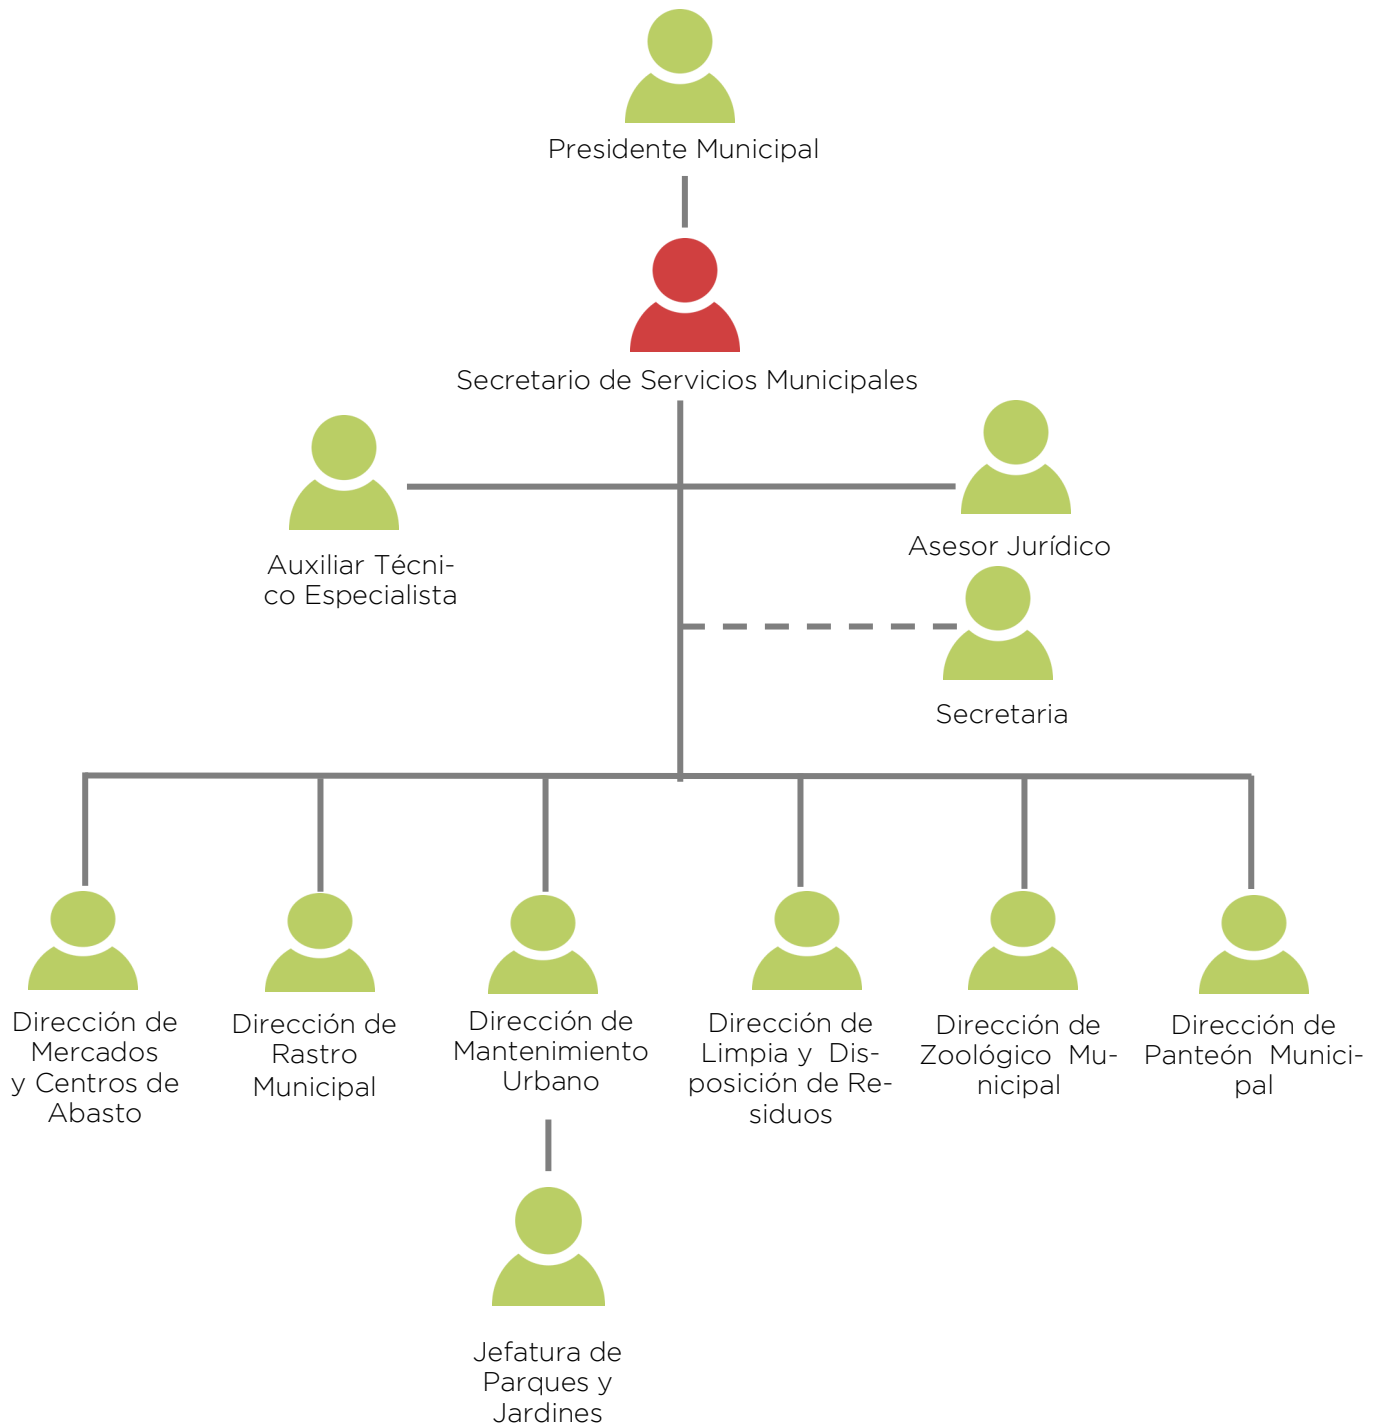 Presidente Municipal
Secretario de Servicios Municipales
Auxiliar Técni-
co Especialista
Asesor Jurídico
Secretaria
Dirección de
Mercados
y Centros de
Abasto
Dirección de
Rastro
Municipal
Dirección de
Mantenimiento
Urbano
Dirección de
Limpia y Dis-
posición de Re-
siduos
Dirección de
Zoológico Mu-
nicipal
Dirección de
Panteón Munici-
pal
Jefatura de
Parques y
Jardines